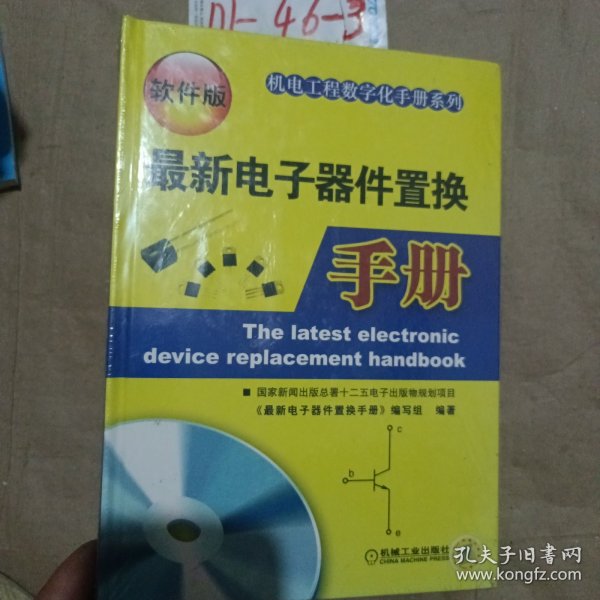 D1-46-3
软件版
机电工程数字化手册系列
最新电子器件置换
手册
The latest electronic
device replacement handbook
■ 国家新闻出版总署十二五电子出版物规划项目
《最新电子器件置换手册》编写组 编著
c
b
e
机械工业出版社
CHINA MACHINE PRESS
孔夫子旧书网
www.kongfz.com